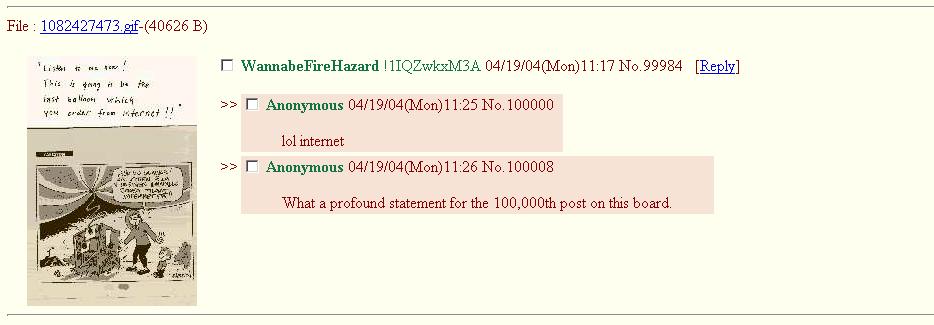 File : 1082427473.gif-(40626 B)
"Listen to me now!
This is going to be the
last balloon which
you order from internet!!"
WannabeFireHazard !1IQZwkxM3A 04/19/04(Mon)11:17 No.99984 [Reply]
>> Anonymous 04/19/04(Mon)11:25 No.100000
lol internet
>> Anonymous 04/19/04(Mon)11:26 No.100008
What a profound statement for the 100,000th post on this board.